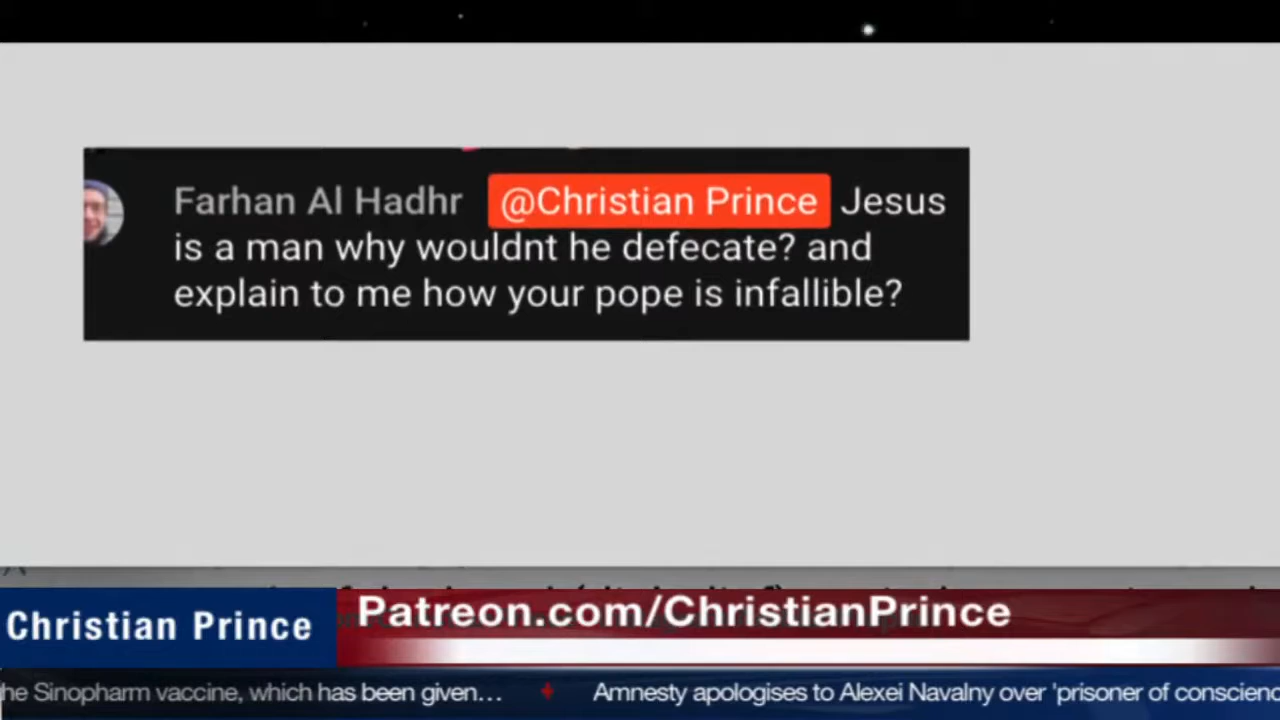 Farhan Al Hadhr @Christian Prince Jesus
is a man why wouldnt he defecate? and
explain to me how your pope is infallible?
Christian Prince
Patreon.com/ChristianPrince
he Sinopharm vaccine, which has been given… + Amnesty apologises to Alexei Navalny over 'prisoner of conscienc